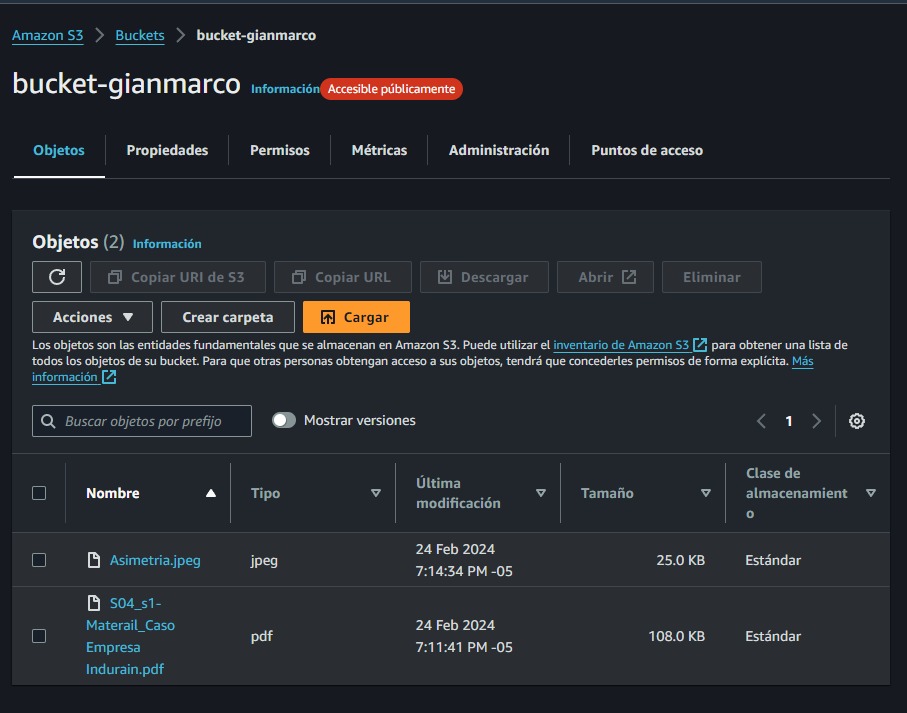 Amazon S3 > Buckets > bucket-gianmarco
bucket-gianmarco Información Accesible públicamente
Objetos Propiedades Permisos Métricas Administración Puntos de acceso
Objetos (2) Información
Copiar URI de S3 Copiar URL Descargar Abrir Eliminar
Acciones Crear carpeta Cargar
Los objetos son las entidades fundamentales que se almacenan en Amazon S3. Puede utilizar el inventario de Amazon S3 para obtener una lista de
todos los objetos de su bucket. Para que otras personas obtengan acceso a sus objetos, tendrá que concederles permisos de forma explícita. Más
información
Buscar objetos por prefijo Mostrar versiones 1
Nombre Tipo Última
modificación Tamaño Clase de
almacenamient
o
Asimetria.jpeg jpeg 24 Feb 2024
7:14:34 PM -05 25.0 KB Estándar
S04_s1-
Materail_Caso
Empresa
Indurain.pdf pdf 24 Feb 2024
7:11:41 PM -05 108.0 KB Estándar